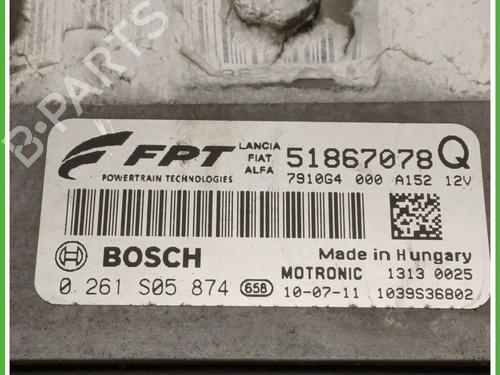 B-PARTS
FPT
POWERTRAIN TECHNOLOGIES
LANCIA
FIAT
ALFA
51867078 Q
7910G4 000 A152 12V
BOSCH
Made in Hungary
MOTRONIC 1313 0025
0 261 S05 874 65B 10-07-11 1039S36802